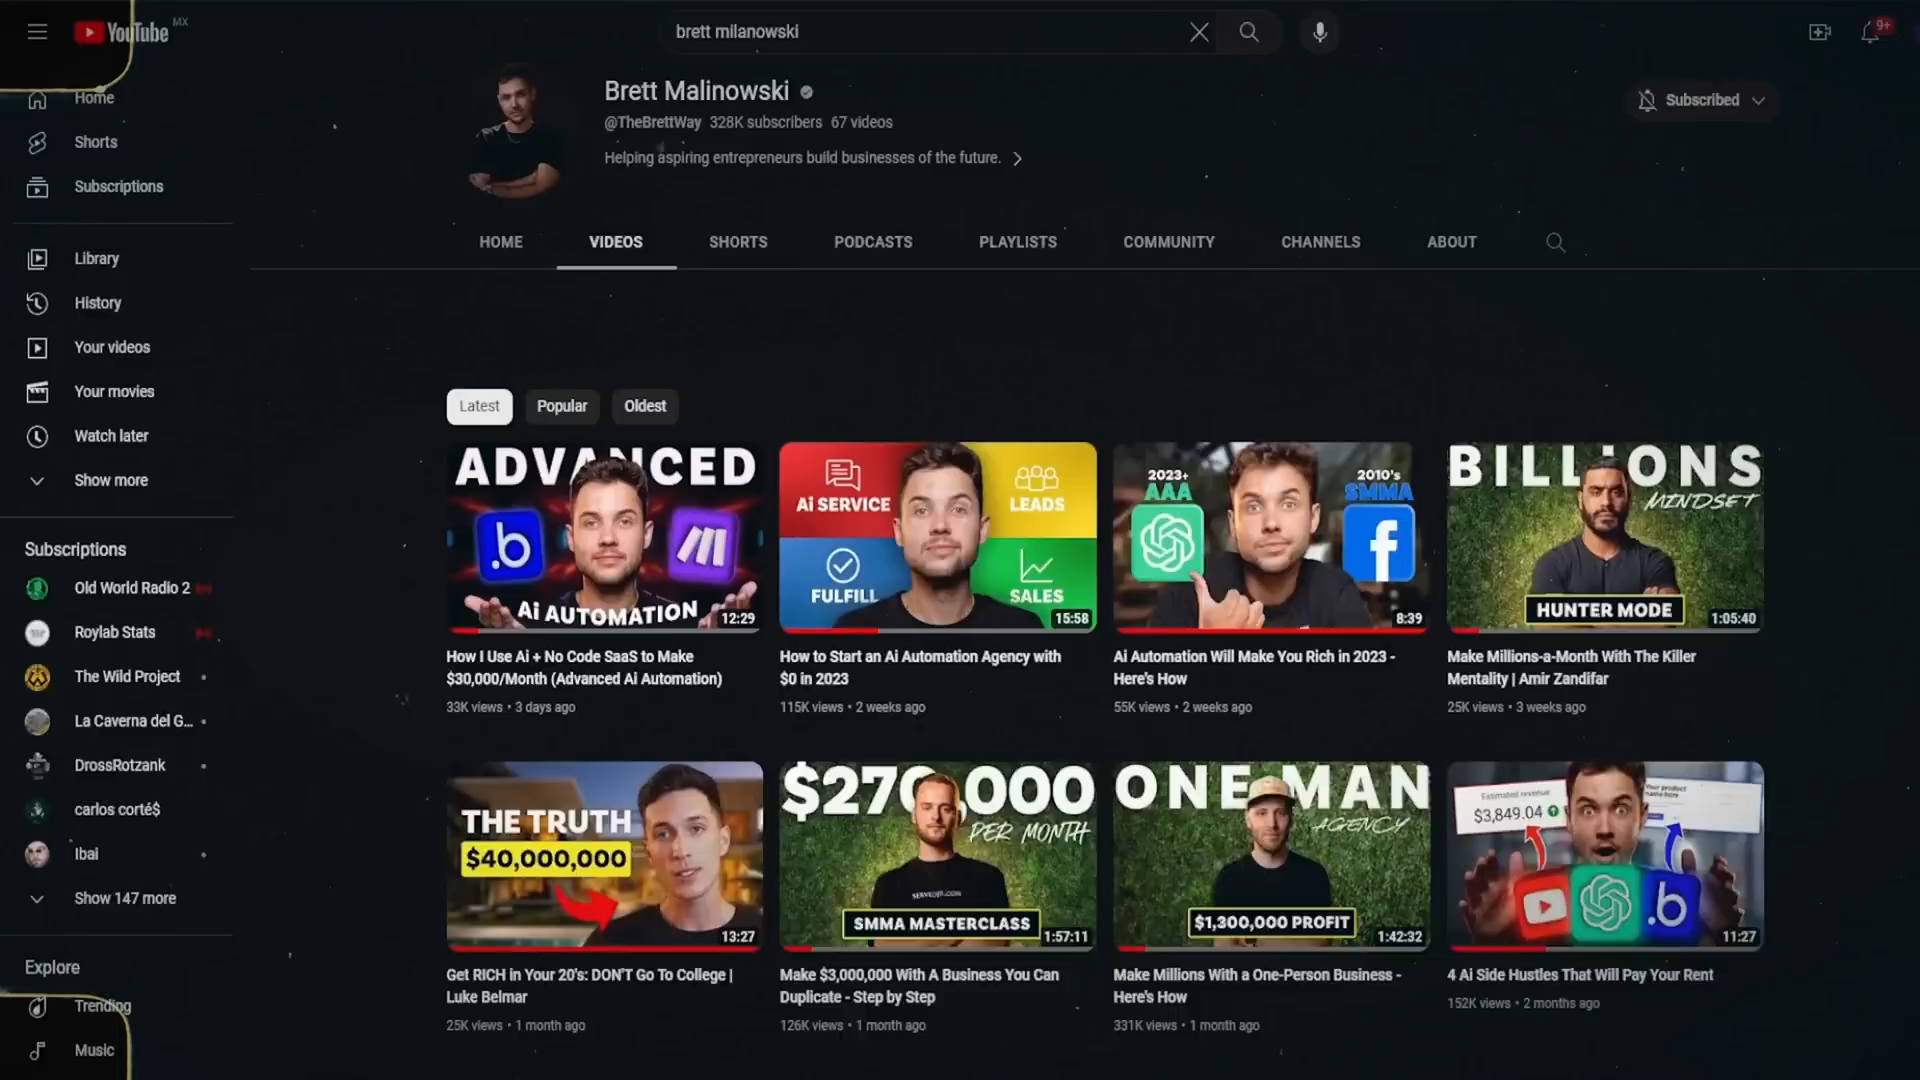 YouTube MX
brett milanowski
9+
Home
Shorts
Subscriptions
Library
History
Your videos
Your movies
Watch later
Show more
Subscriptions
Old World Radio 2
Roylab Stats
The Wild Project
La Caverna del G...
DrossRotzank
carlos corté$
Ibai
Show 147 more
Explore
Trending
Music
Brett Malinowski
@TheBrettWay 328K subscribers 67 videos
Helping aspiring entrepreneurs build businesses of the future.
Subscribed
HOME VIDEOS SHORTS PODCASTS PLAYLISTS COMMUNITY CHANNELS ABOUT
Latest Popular Oldest
ADVANCED
.b
Ai AUTOMATION
12:29
How I Use Ai + No Code SaaS to Make
$30,000/Month (Advanced Ai Automation)
33K views • 3 days ago
Ai SERVICE
LEADS
FULFILL
SALES
15:58
How to Start an Ai Automation Agency with
$0 in 2023
115K views • 2 weeks ago
2023+
AAA
2010's
SMMA
f
8:39
Ai Automation Will Make You Rich in 2023 -
Here's How
55K views • 2 weeks ago
BILLIONS
MINDSET
HUNTER MODE
1:05:40
Make Millions-a-Month With The Killer
Mentality | Amir Zandifar
25K views • 3 weeks ago
THE TRUTH
$40,000,000
13:27
Get RICH in Your 20's: DON'T Go To College |
Luke Belmar
25K views • 1 month ago
$270,000
PER MONTH
SMMA MASTERCLASS
1:57:11
Make $3,000,000 With A Business You Can
Duplicate - Step by Step
126K views • 1 month ago
ONE MAN
AGENCY
$1,300,000 PROFIT
1:42:32
Make Millions With a One-Person Business -
Here's How
331K views • 1 month ago
Estimated revenue
$3,849.04
Your product
name here
.b
11:27
4 Ai Side Hustles That Will Pay Your Rent
152K views • 2 months ago